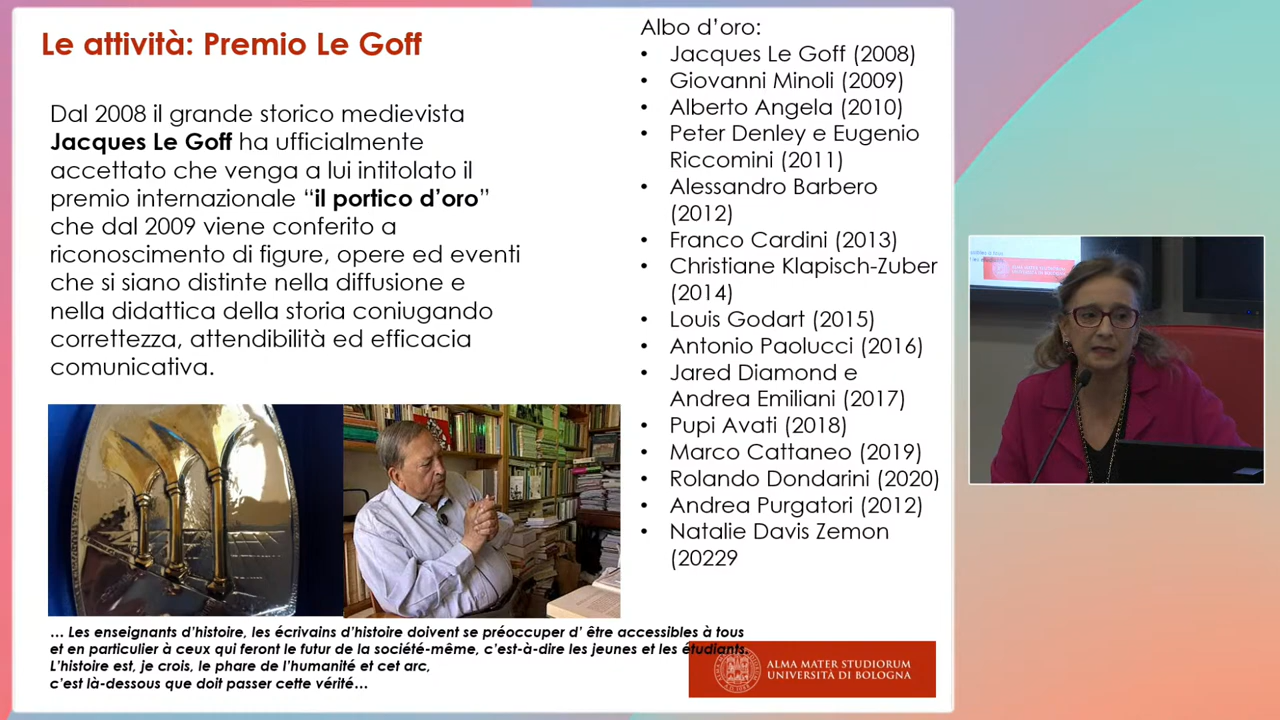 Le attività: Premio Le Goff
Dal 2008 il grande storico medievista
Jacques Le Goff ha ufficialmente
accettato che venga a lui intitolato il
premio internazionale “il portico d’oro”
che dal 2009 viene conferito a
riconoscimento di figure, opere ed eventi
che si siano distinte nella diffusione e
nella didattica della storia coniugando
correttezza, attendibilità ed efficacia
comunicativa.
Albo d’oro:
• Jacques Le Goff (2008)
• Giovanni Minoli (2009)
• Alberto Angela (2010)
• Peter Denley e Eugenio
Riccomini (2011)
• Alessandro Barbero
(2012)
• Franco Cardini (2013)
• Christiane Klapisch-Zuber
(2014)
• Louis Godart (2015)
• Antonio Paolucci (2016)
• Jared Diamond e
Andrea Emiliani (2017)
• Pupi Avati (2018)
• Marco Cattaneo (2019)
• Rolando Dondarini (2020)
• Andrea Purgatori (2012)
• Natalie Davis Zemon
(20229
… Les enseignants d’histoire, les écrivains d’histoire doivent se préoccuper d’ être accessibles à tous
et en particulier à ceux qui feront le futur de la société-même, c’est-à-dire les jeunes et les étudiants.
L’histoire est, je crois, le phare de l’humanité et cet arc,
c’est là-dessous que doit passer cette vérité…
ALMA MATER STUDIORUM
UNIVERSITÀ DI BOLOGNA